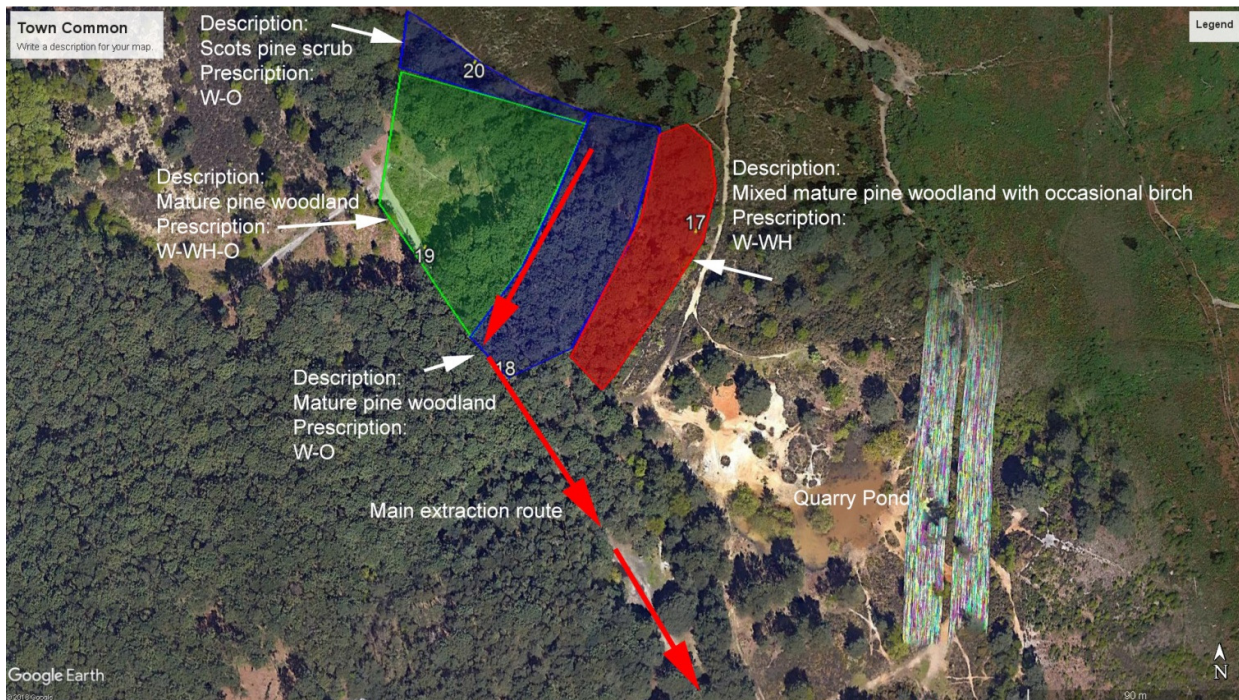 Town Common
Write a description for your map.
Legend
Description:
Scots pine scrub
Prescription:
W-O
20
Description:
Mature pine woodland
Prescription:
W-WH-O
19
Description:
Mixed mature pine woodland with occasional birch
Prescription:
W-WH
17
18
Description:
Mature pine woodland
Prescription:
W-O
Main extraction route
Quarry Pond
Google Earth
© 2018 Google
N
90 m